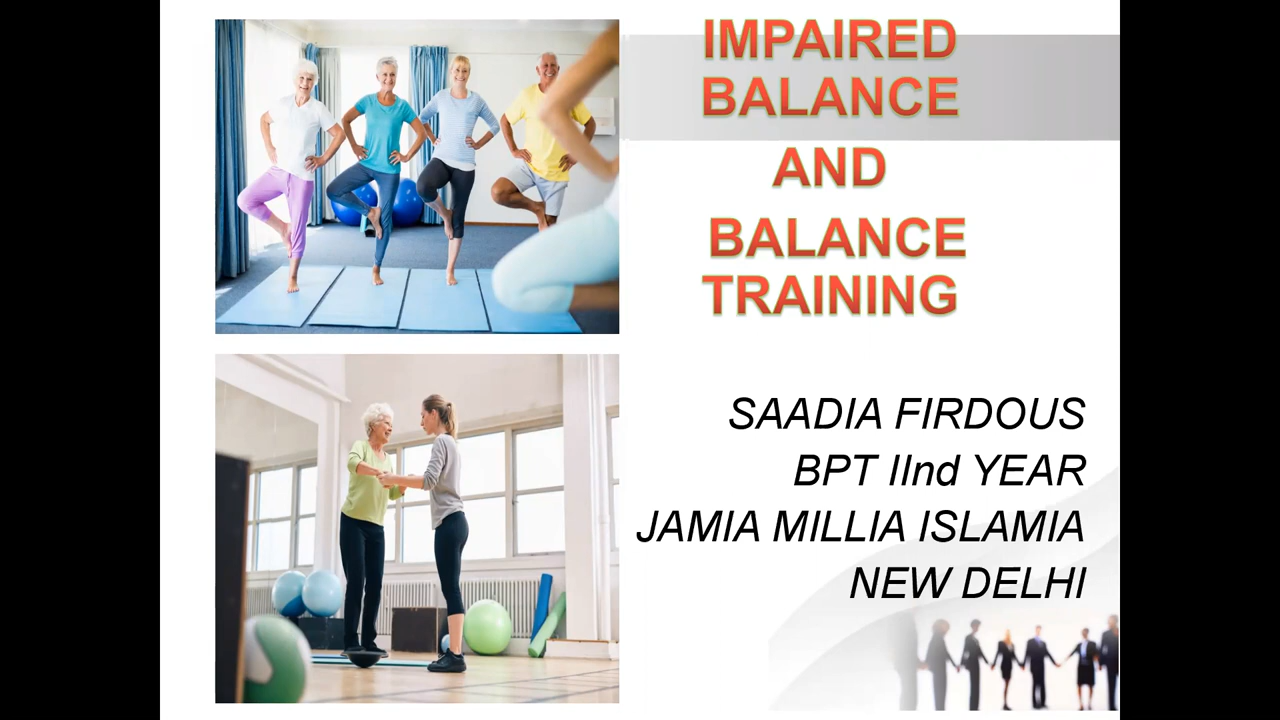 IMPAIRED
BALANCE
AND
BALANCE
TRAINING
SAADIA FIRDOUS
BPT IInd YEAR
JAMIA MILLIA ISLAMIA
NEW DELHI